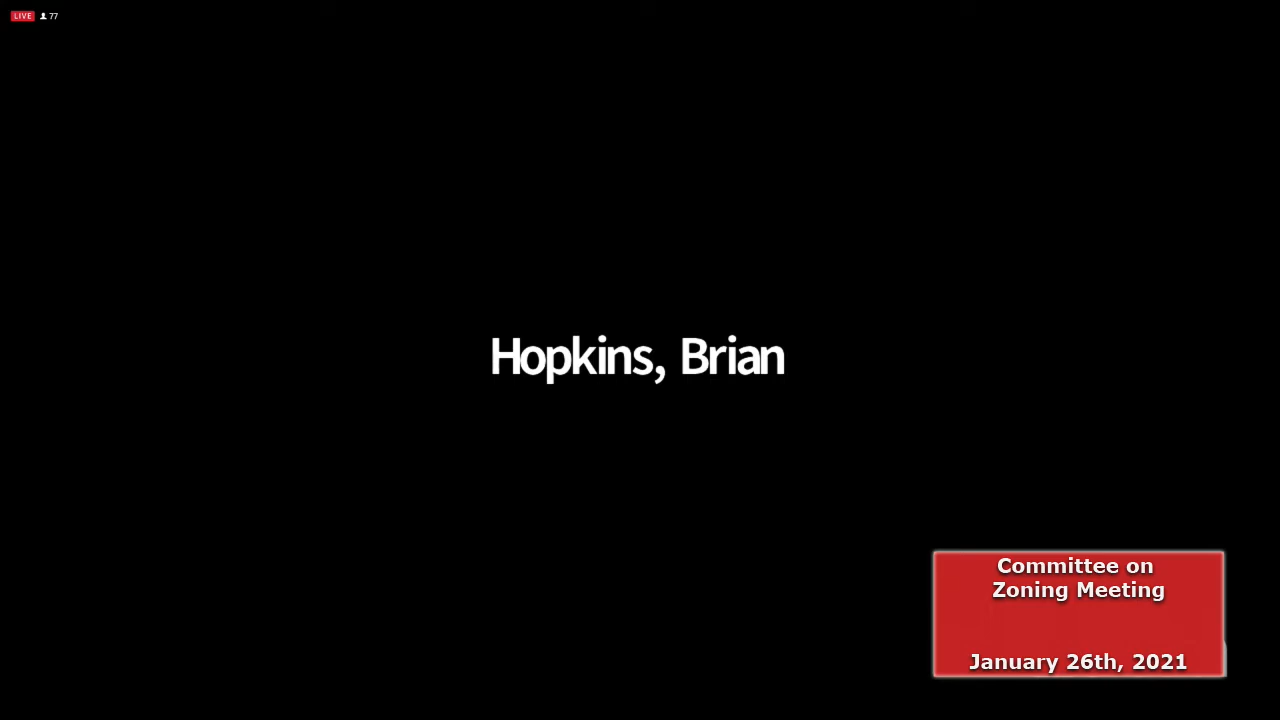 LIVE 77
Hopkins, Brian
Committee on
Zoning Meeting
January 26th, 2021